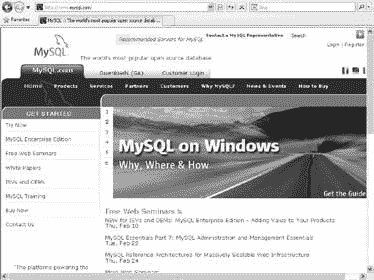 MySQL :: The world's most popular open source datab...
http://www.mysql.com/
Recommended Servers for MySQL
Contact a MySQL Representative
Search
Login | Register
MySQL
The world's most popular open source database
MySQL.com
Downloads (GA)
Customer Login
Home Products Services Partners Customers Why MySQL? News & Events How to Buy
GET STARTED
Try Now
MySQL Enterprise Edition
Free Web Seminars
White Papers
ISVs and OEMs
MySQL Training
Buy Now
Contact Us
"The platforms powering the
1
2
3
4
5
6
MySQL on Windows
Why, Where & How
Get the Guide
Free Web Seminars
NEW for ISVs and OEMs: MySQL Enterprise Edition - Adding Value to Your Products
Thu, Feb 10
MySQL Essentials Part 7: MySQL Administration and Management Essentials
MySQL Reference Architectures for Massively Scalable Web Infrastructure
Thu, Feb 24